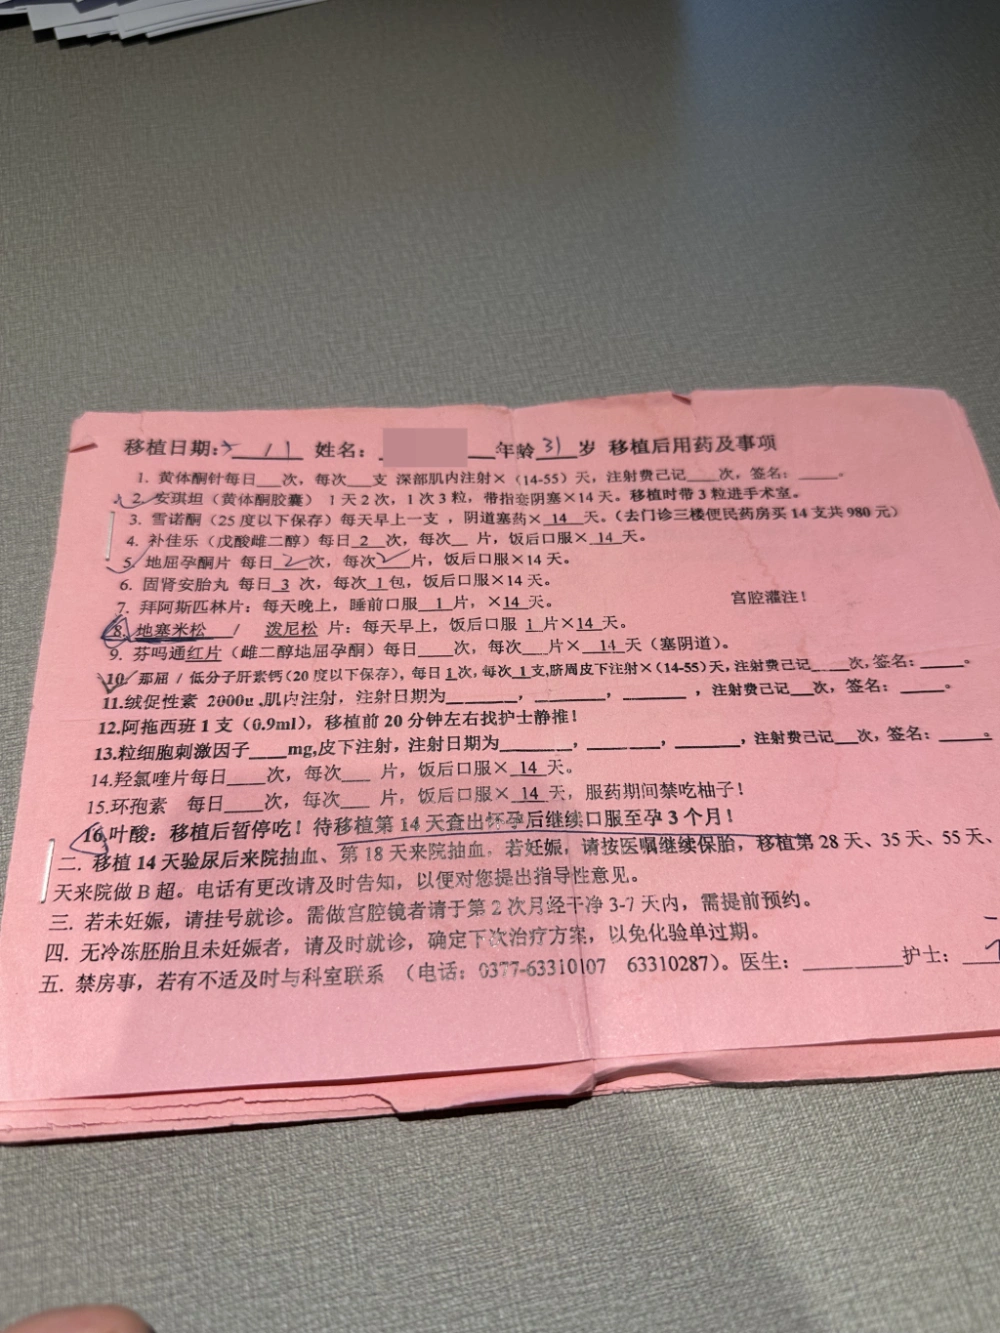 移植日期: 姓名: 年龄 31 岁 移植后用药及事项
1. 黄体酮针每日___次，每次___支 深部肌内注射×（14-55）天，注射费己记___次，签名：____。
2. 安琪坦（黄体酮胶囊） 1 天 2 次，1 次 3 粒，带指套阴塞×14 天。移植时带 3 粒进手术室。
3. 雪诺酮（25 度以下保存）每天早上一支 ，阴道塞药× 14 天。（去门诊三楼便民药房买 14 支共 980 元）
4. 补佳乐（戊酸雌二醇）每日 2 次，每次__ 片，饭后口服× 14 天。
5. 地屈孕酮片 每日 2 次，每次 2 片，饭后口服×14 天。
6. 固肾安胎丸 每日 3 次，每次 1 包，饭后口服×14 天。
7. 拜阿斯匹林片：每天晚上，睡前口服 1 片，×14 天。 宫腔灌注！
8. 地塞米松 / 泼尼松 片：每天早上，饭后口服 1 片×14 天。
9. 芬吗通红片（雌二醇地屈孕酮）每日___次，每次___片× 14 天（塞阴道）。
10. 那屈 / 低分子肝素钙（20 度以下保存），每日 1 次，每次 1 支,脐周皮下注射×（14-55）天，注射费己记___次,签名：____。
11.绒促性素 2000u ,肌内注射，注射日期为______，______，______ ，注射费己记__次，签名：____。
12.阿拖西班 1 支（0.9ml），移植前 20 分钟左右找护士静推！
13.粒细胞刺激因子___mg,皮下注射，注射日期为______，______，______，注射费己记__次，签名：____。
14.羟氯喹片每日___次，每次___ 片，饭后口服× 14 天。
15.环孢素 每日___次，每次___ 片，饭后口服× 14 天，服药期间禁吃柚子！
16.叶酸：移植后暂停吃！待移植第 14 天查出怀孕后继续口服至孕 3 个月！
二. 移植 14 天验尿后来院抽血、第 18 天来院抽血，若妊娠，请按医嘱继续保胎，移植第 28 天、35 天、55 天、
天来院做 B 超。电话有更改请及时告知，以便对您提出指导性意见。
三. 若未妊娠，请挂号就诊。需做宫腔镜者请于第 2 次月经干净 3-7 天内，需提前预约。
四. 无冷冻胚胎且未妊娠者，请及时就诊，确定下次治疗方案，以免化验单过期。
五. 禁房事，若有不适及时与科室联系 （电话：0377-63310107 63310287）。医生：________护士：